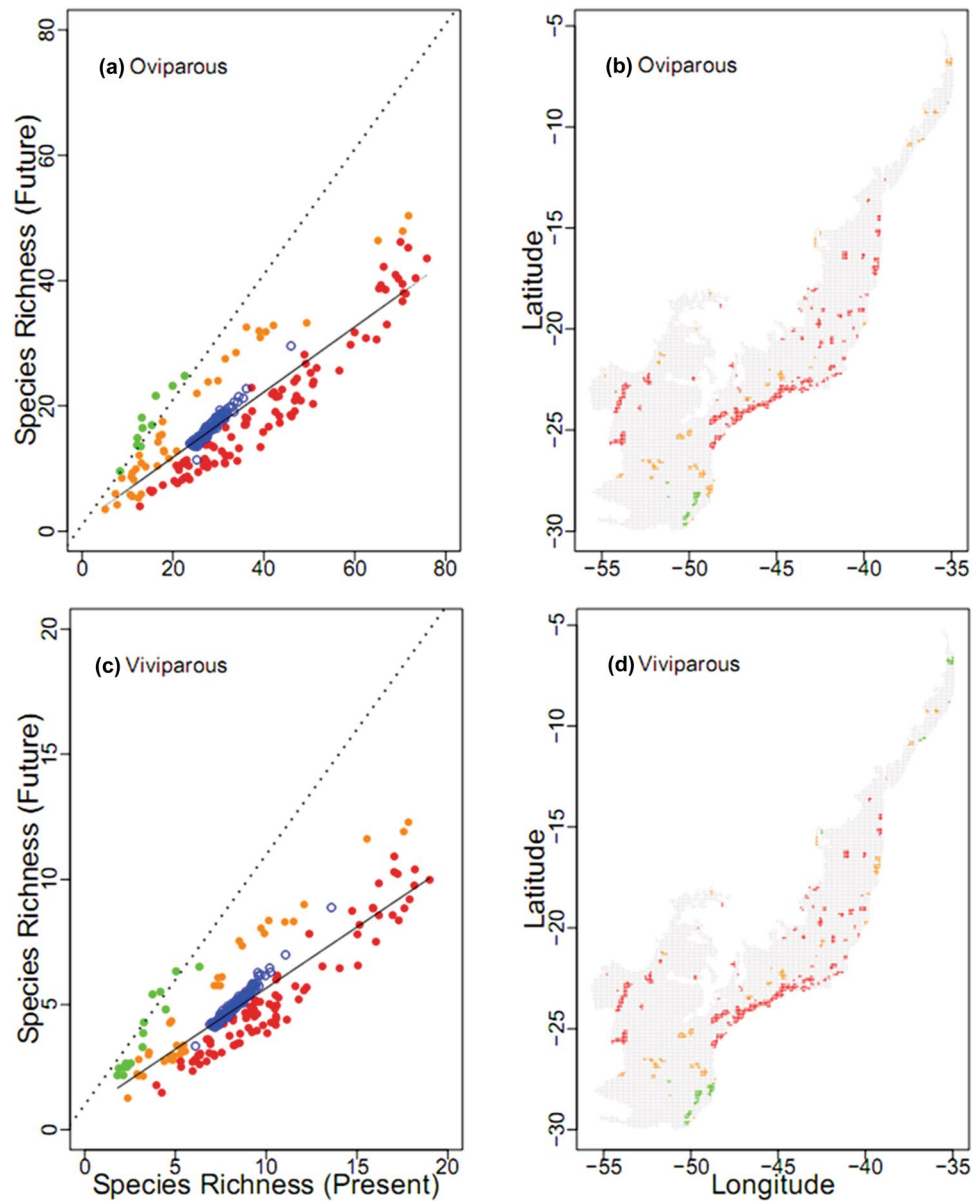 (a) Oviparous
Species Richness (Future)
80
60
40
20
0
0 20 40 60 80
(b) Oviparous
Latitude
−5
−10
−15
−20
−25
−30
−55 −50 −45 −40 −35
(c) Viviparous
Species Richness (Future)
20
15
10
5
0
0 5 10 15 20
Species Richness (Present)
(d) Viviparous
Latitude
−5
−10
−15
−20
−25
−30
−55 −50 −45 −40 −35
Longitude